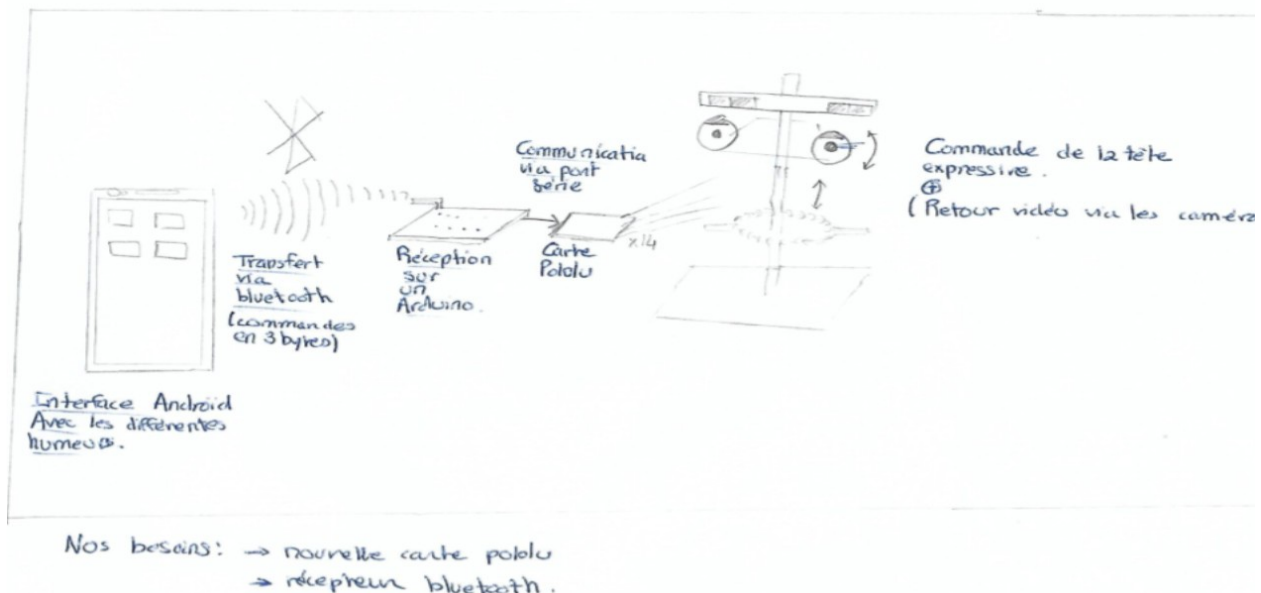 Interface Androïd
Avec les différentes
humeurs.
Transfert
via
bluetooth
(commandes
en 3 bytes)
Réception
sur
un
Arduino.
Communicatio
via port
série
Carte
Pololu
x14
Commande de la tête
expressive.
⊕
(Retour vidéo via les caméra
Nos besoins: → nouvelle carte pololu
→ récepteur bluetooth.